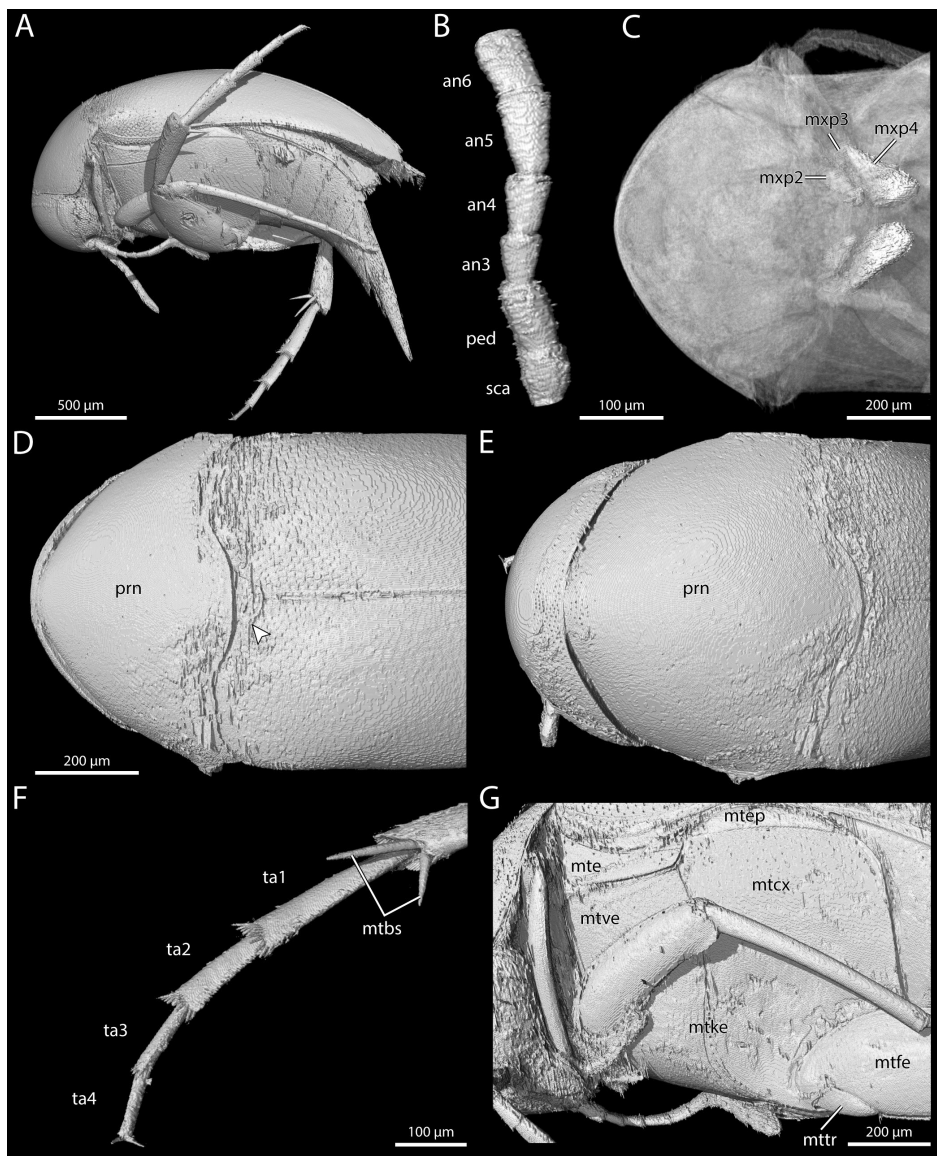 A
B
C
an6
an5
an4
an3
ped
sca
mxp3
mxp4
mxp2
500 µm
100 µm
200 µm
D
E
prn
prn
200 µm
F
G
ta1
ta2
ta3
ta4
mtbs
100 µm
mtep
mte
mtcx
mtve
mtke
mtfe
mttr
200 µm